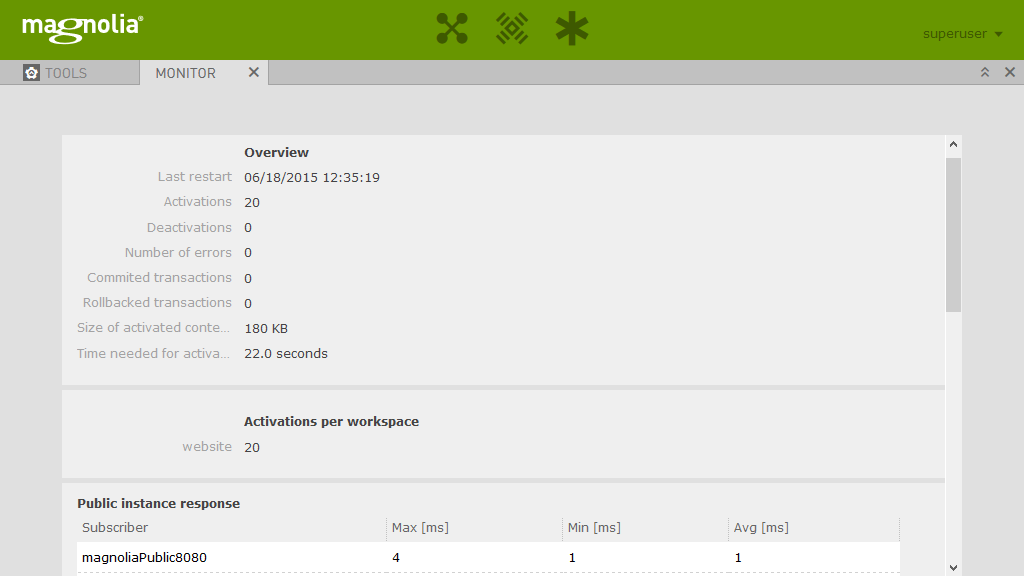 magnolia®
superuser
TOOLS
MONITOR
Overview
Last restart 06/18/2015 12:35:19
Activations 20
Deactivations 0
Number of errors 0
Commited transactions 0
Rollbacked transactions 0
Size of activated conte... 180 KB
Time needed for activa... 22.0 seconds
Activations per workspace
website 20
Public instance response
Subscriber Max [ms] Min [ms] Avg [ms]
magnoliaPublic8080 4 1 1